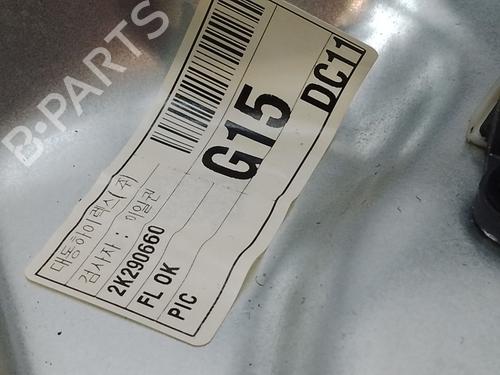 B-PARTS
대동하이렉스(주)
검사자 : 이일권
2K290660
FL OK
PIC
G15
DC11